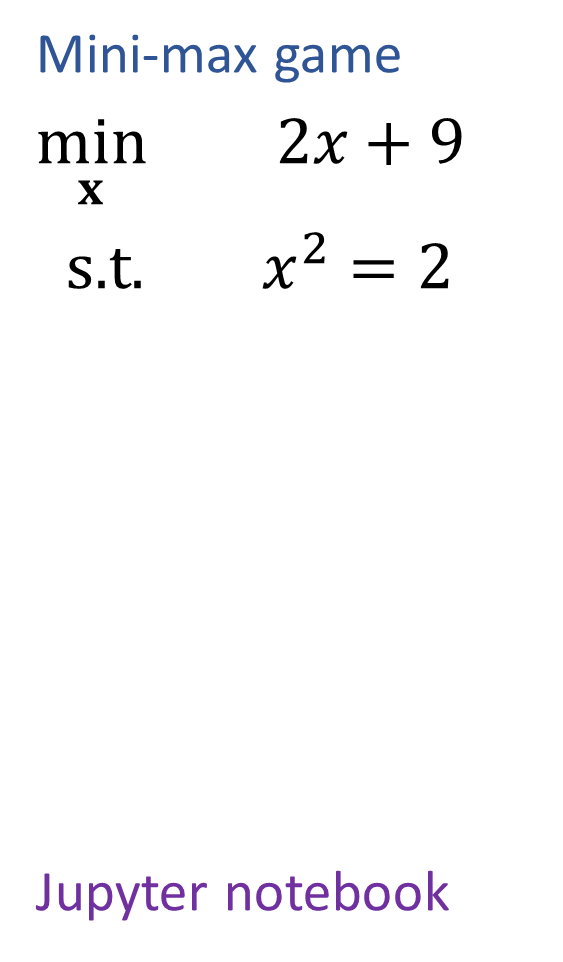 Mini-max game
min 2x + 9
x
s.t. x² = 2
Jupyter notebook